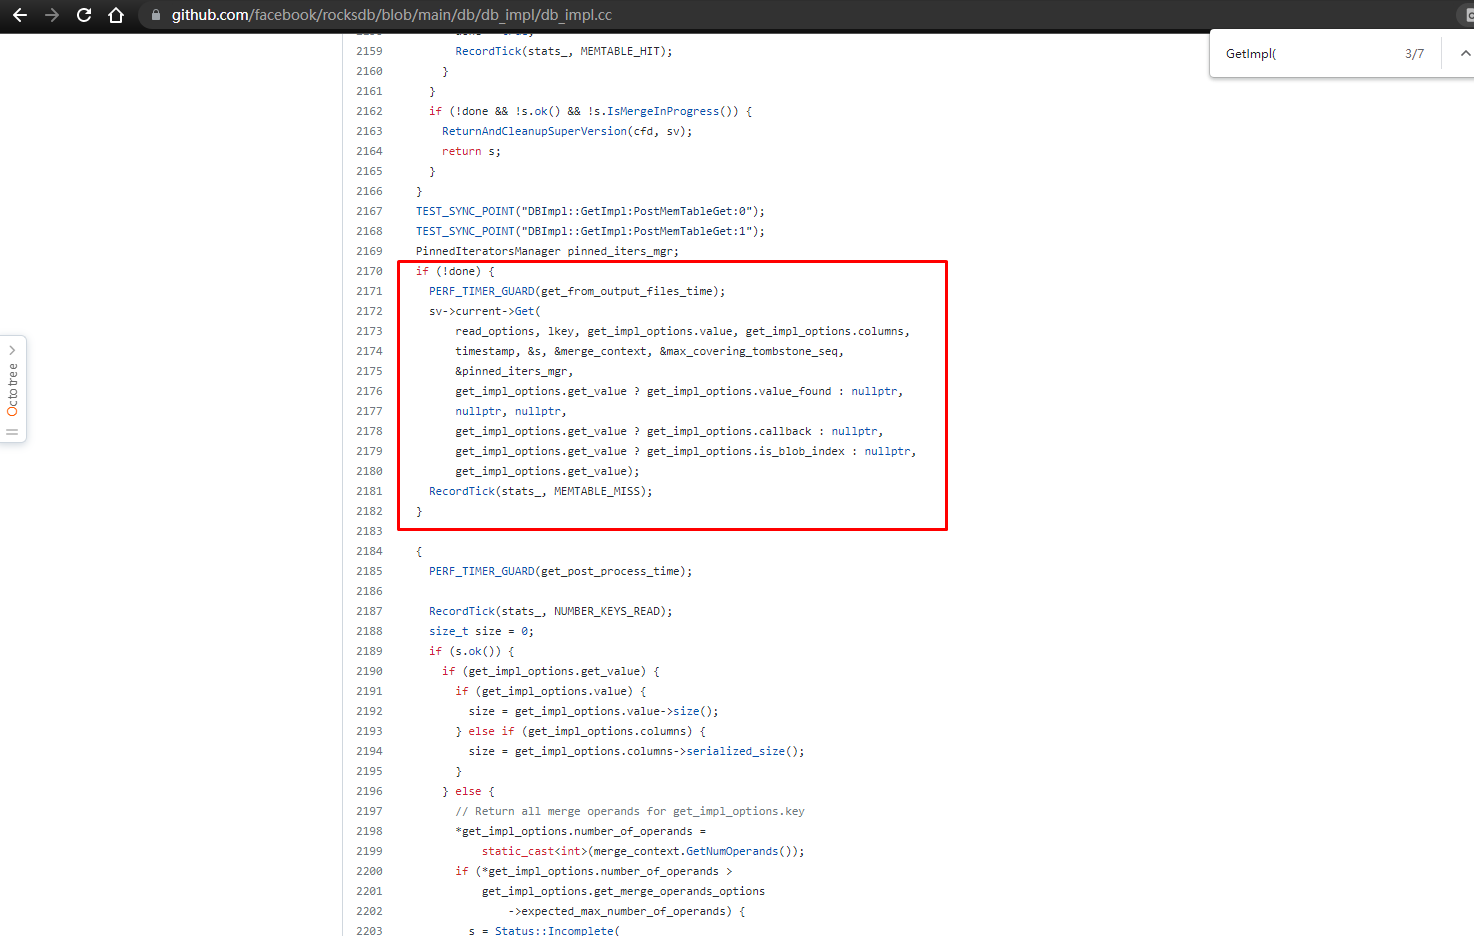 github.com/facebook/rocksdb/blob/main/db/db_impl/db_impl.cc
GetImpl( 3/7
2159 RecordTick(stats_, MEMTABLE_HIT);
2160 }
2161 }
2162 if (!done && !s.ok() && !s.IsMergeInProgress()) {
2163 ReturnAndCleanupSuperVersion(cfd, sv);
2164 return s;
2165 }
2166 }
2167 TEST_SYNC_POINT("DBImpl::GetImpl:PostMemTableGet:0");
2168 TEST_SYNC_POINT("DBImpl::GetImpl:PostMemTableGet:1");
2169 PinnedIteratorsManager pinned_iters_mgr;
2170 if (!done) {
2171 PERF_TIMER_GUARD(get_from_output_files_time);
2172 sv->current->Get(
2173 read_options, lkey, get_impl_options.value, get_impl_options.columns,
2174 timestamp, &s, &merge_context, &max_covering_tombstone_seq,
2175 &pinned_iters_mgr,
2176 get_impl_options.get_value ? get_impl_options.value_found : nullptr,
2177 nullptr, nullptr,
2178 get_impl_options.get_value ? get_impl_options.callback : nullptr,
2179 get_impl_options.get_value ? get_impl_options.is_blob_index : nullptr,
2180 get_impl_options.get_value);
2181 RecordTick(stats_, MEMTABLE_MISS);
2182 }
2183
2184 {
2185 PERF_TIMER_GUARD(get_post_process_time);
2186
2187 RecordTick(stats_, NUMBER_KEYS_READ);
2188 size_t size = 0;
2189 if (s.ok()) {
2190 if (get_impl_options.get_value) {
2191 if (get_impl_options.value) {
2192 size = get_impl_options.value->size();
2193 } else if (get_impl_options.columns) {
2194 size = get_impl_options.columns->serialized_size();
2195 }
2196 } else {
2197 // Return all merge operands for get_impl_options.key
2198 *get_impl_options.number_of_operands =
2199 static_cast<int>(merge_context.GetNumOperands());
2200 if (*get_impl_options.number_of_operands >
2201 get_impl_options.get_merge_operands_options
2202 ->expected_max_number_of_operands) {
2203 s = Status::Incomplete(
Octotree